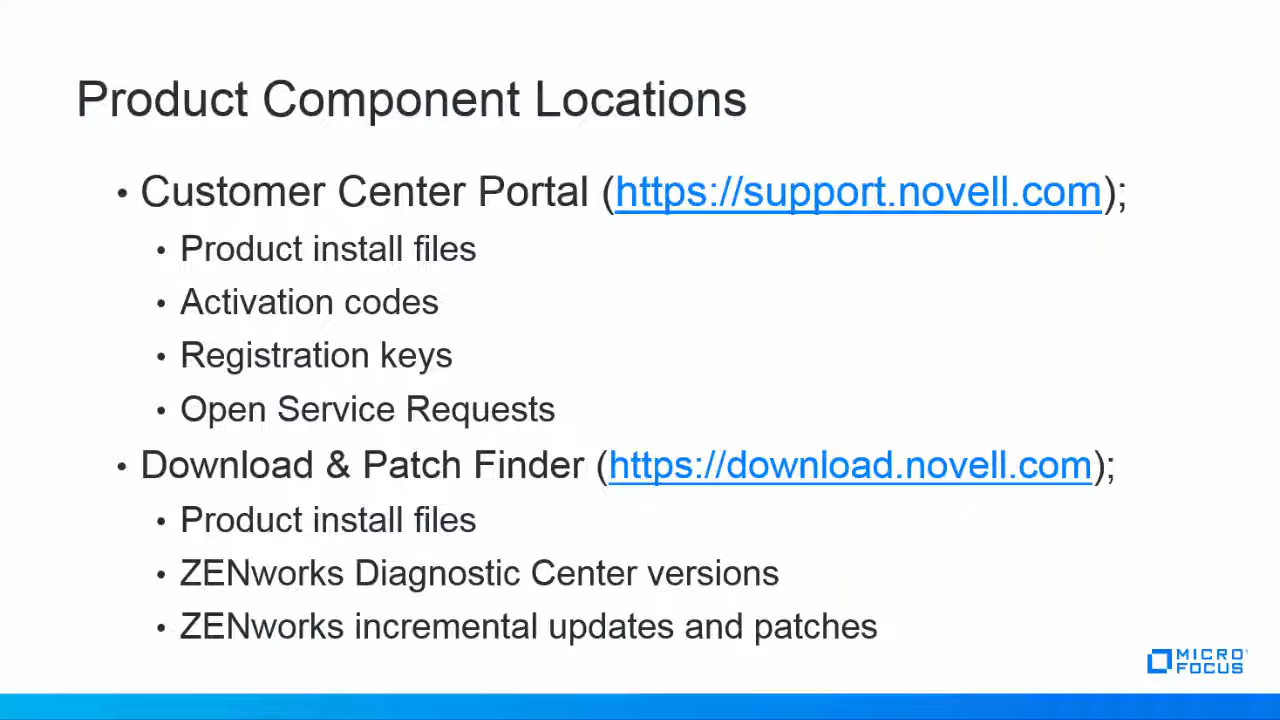 Product Component Locations
• Customer Center Portal (https://support.novell.com);
• Product install files
• Activation codes
• Registration keys
• Open Service Requests
• Download & Patch Finder (https://download.novell.com);
• Product install files
• ZENworks Diagnostic Center versions
• ZENworks incremental updates and patches
MICRO
FOCUS